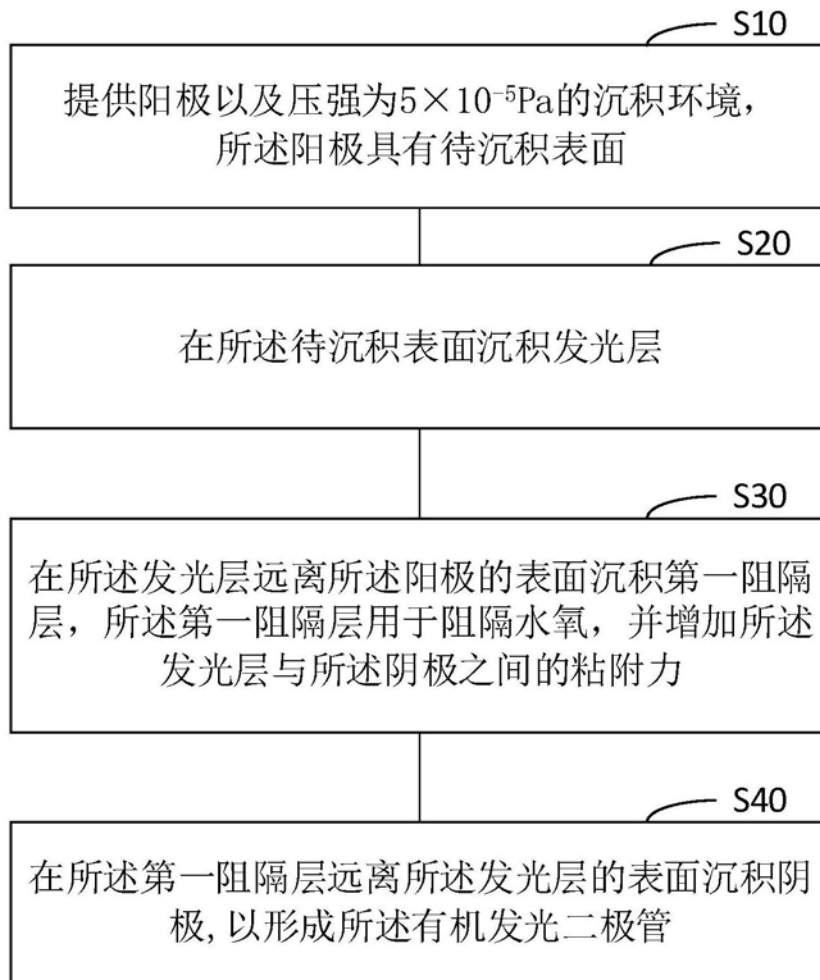 S10
提供阳极以及压强为5×10⁻⁵Pa的沉积环境，
所述阳极具有待沉积表面
S20
在所述待沉积表面沉积发光层
S30
在所述发光层远离所述阳极的表面沉积第一阻隔
层，所述第一阻隔层用于阻隔水氧，并增加所述
发光层与所述阴极之间的粘附力
S40
在所述第一阻隔层远离所述发光层的表面沉积阴
极,以形成所述有机发光二极管